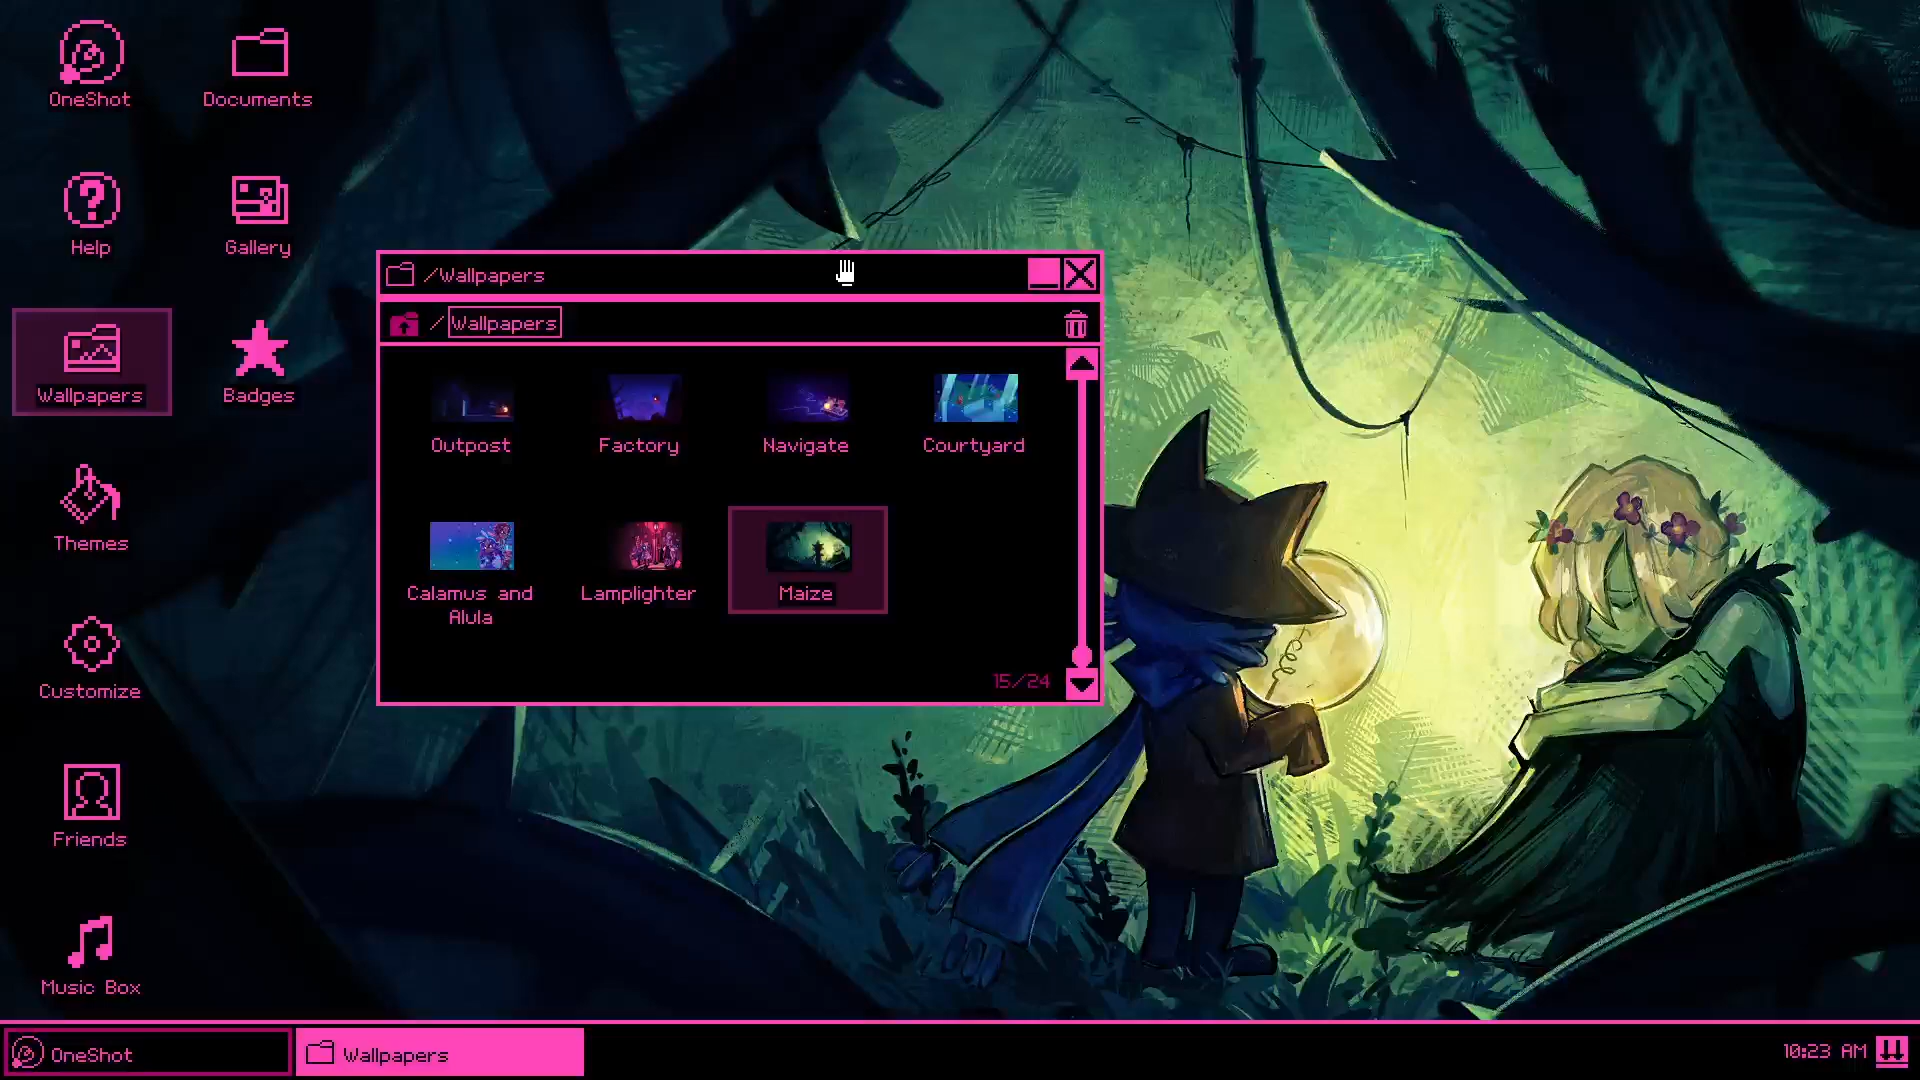 OneShot
Documents
Help
Gallery
Wallpapers
Badges
Themes
Customize
Friends
Music Box
/Wallpapers
/ Wallpapers
Outpost
Factory
Navigate
Courtyard
Calamus and
Alula
Lamplighter
Maize
15/24
OneShot
Wallpapers
10:23 AM